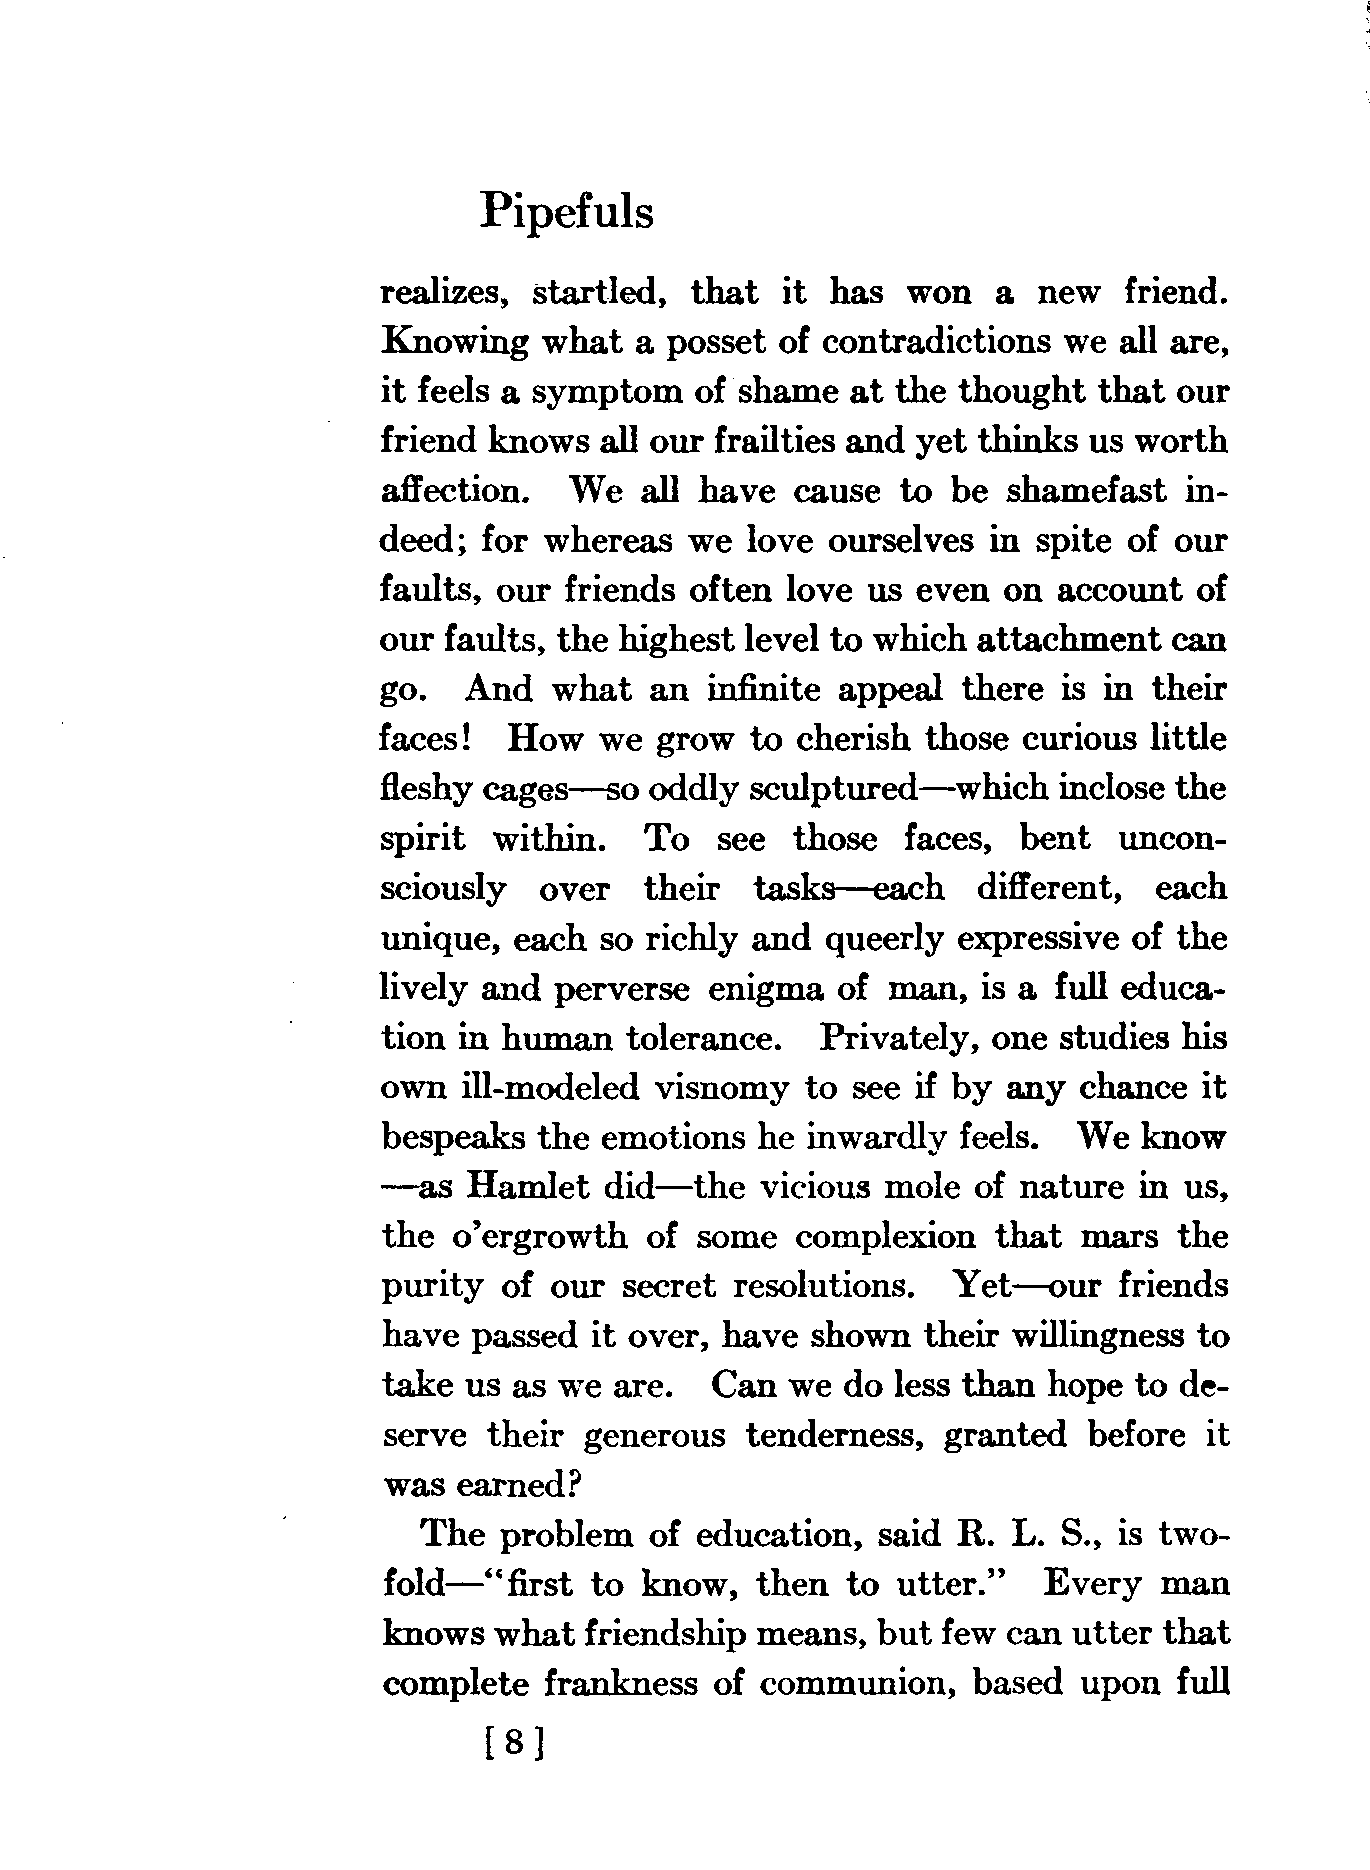 Pipefuls
realizes, startled, that it has won a new friend.
Knowing what a posset of contradictions we all are,
it feels a symptom of shame at the thought that our
friend knows all our frailties and yet thinks us worth
affection. We all have cause to be shamefast in-
deed; for whereas we love ourselves in spite of our
faults, our friends often love us even on account of
our faults, the highest level to which attachment can
go. And what an infinite appeal there is in their
faces! How we grow to cherish those curious little
fleshy cages—so oddly sculptured—which inclose the
spirit within. To see those faces, bent uncon-
sciously over their tasks—each different, each
unique, each so richly and queerly expressive of the
lively and perverse enigma of man, is a full educa-
tion in human tolerance. Privately, one studies his
own ill-modeled visnomy to see if by any chance it
bespeaks the emotions he inwardly feels. We know
—as Hamlet did—the vicious mole of nature in us,
the o'ergrowth of some complexion that mars the
purity of our secret resolutions. Yet—our friends
have passed it over, have shown their willingness to
take us as we are. Can we do less than hope to de-
serve their generous tenderness, granted before it
was earned?
The problem of education, said R. L. S., is two-
fold—“first to know, then to utter.” Every man
knows what friendship means, but few can utter that
complete frankness of communion, based upon full
[8]